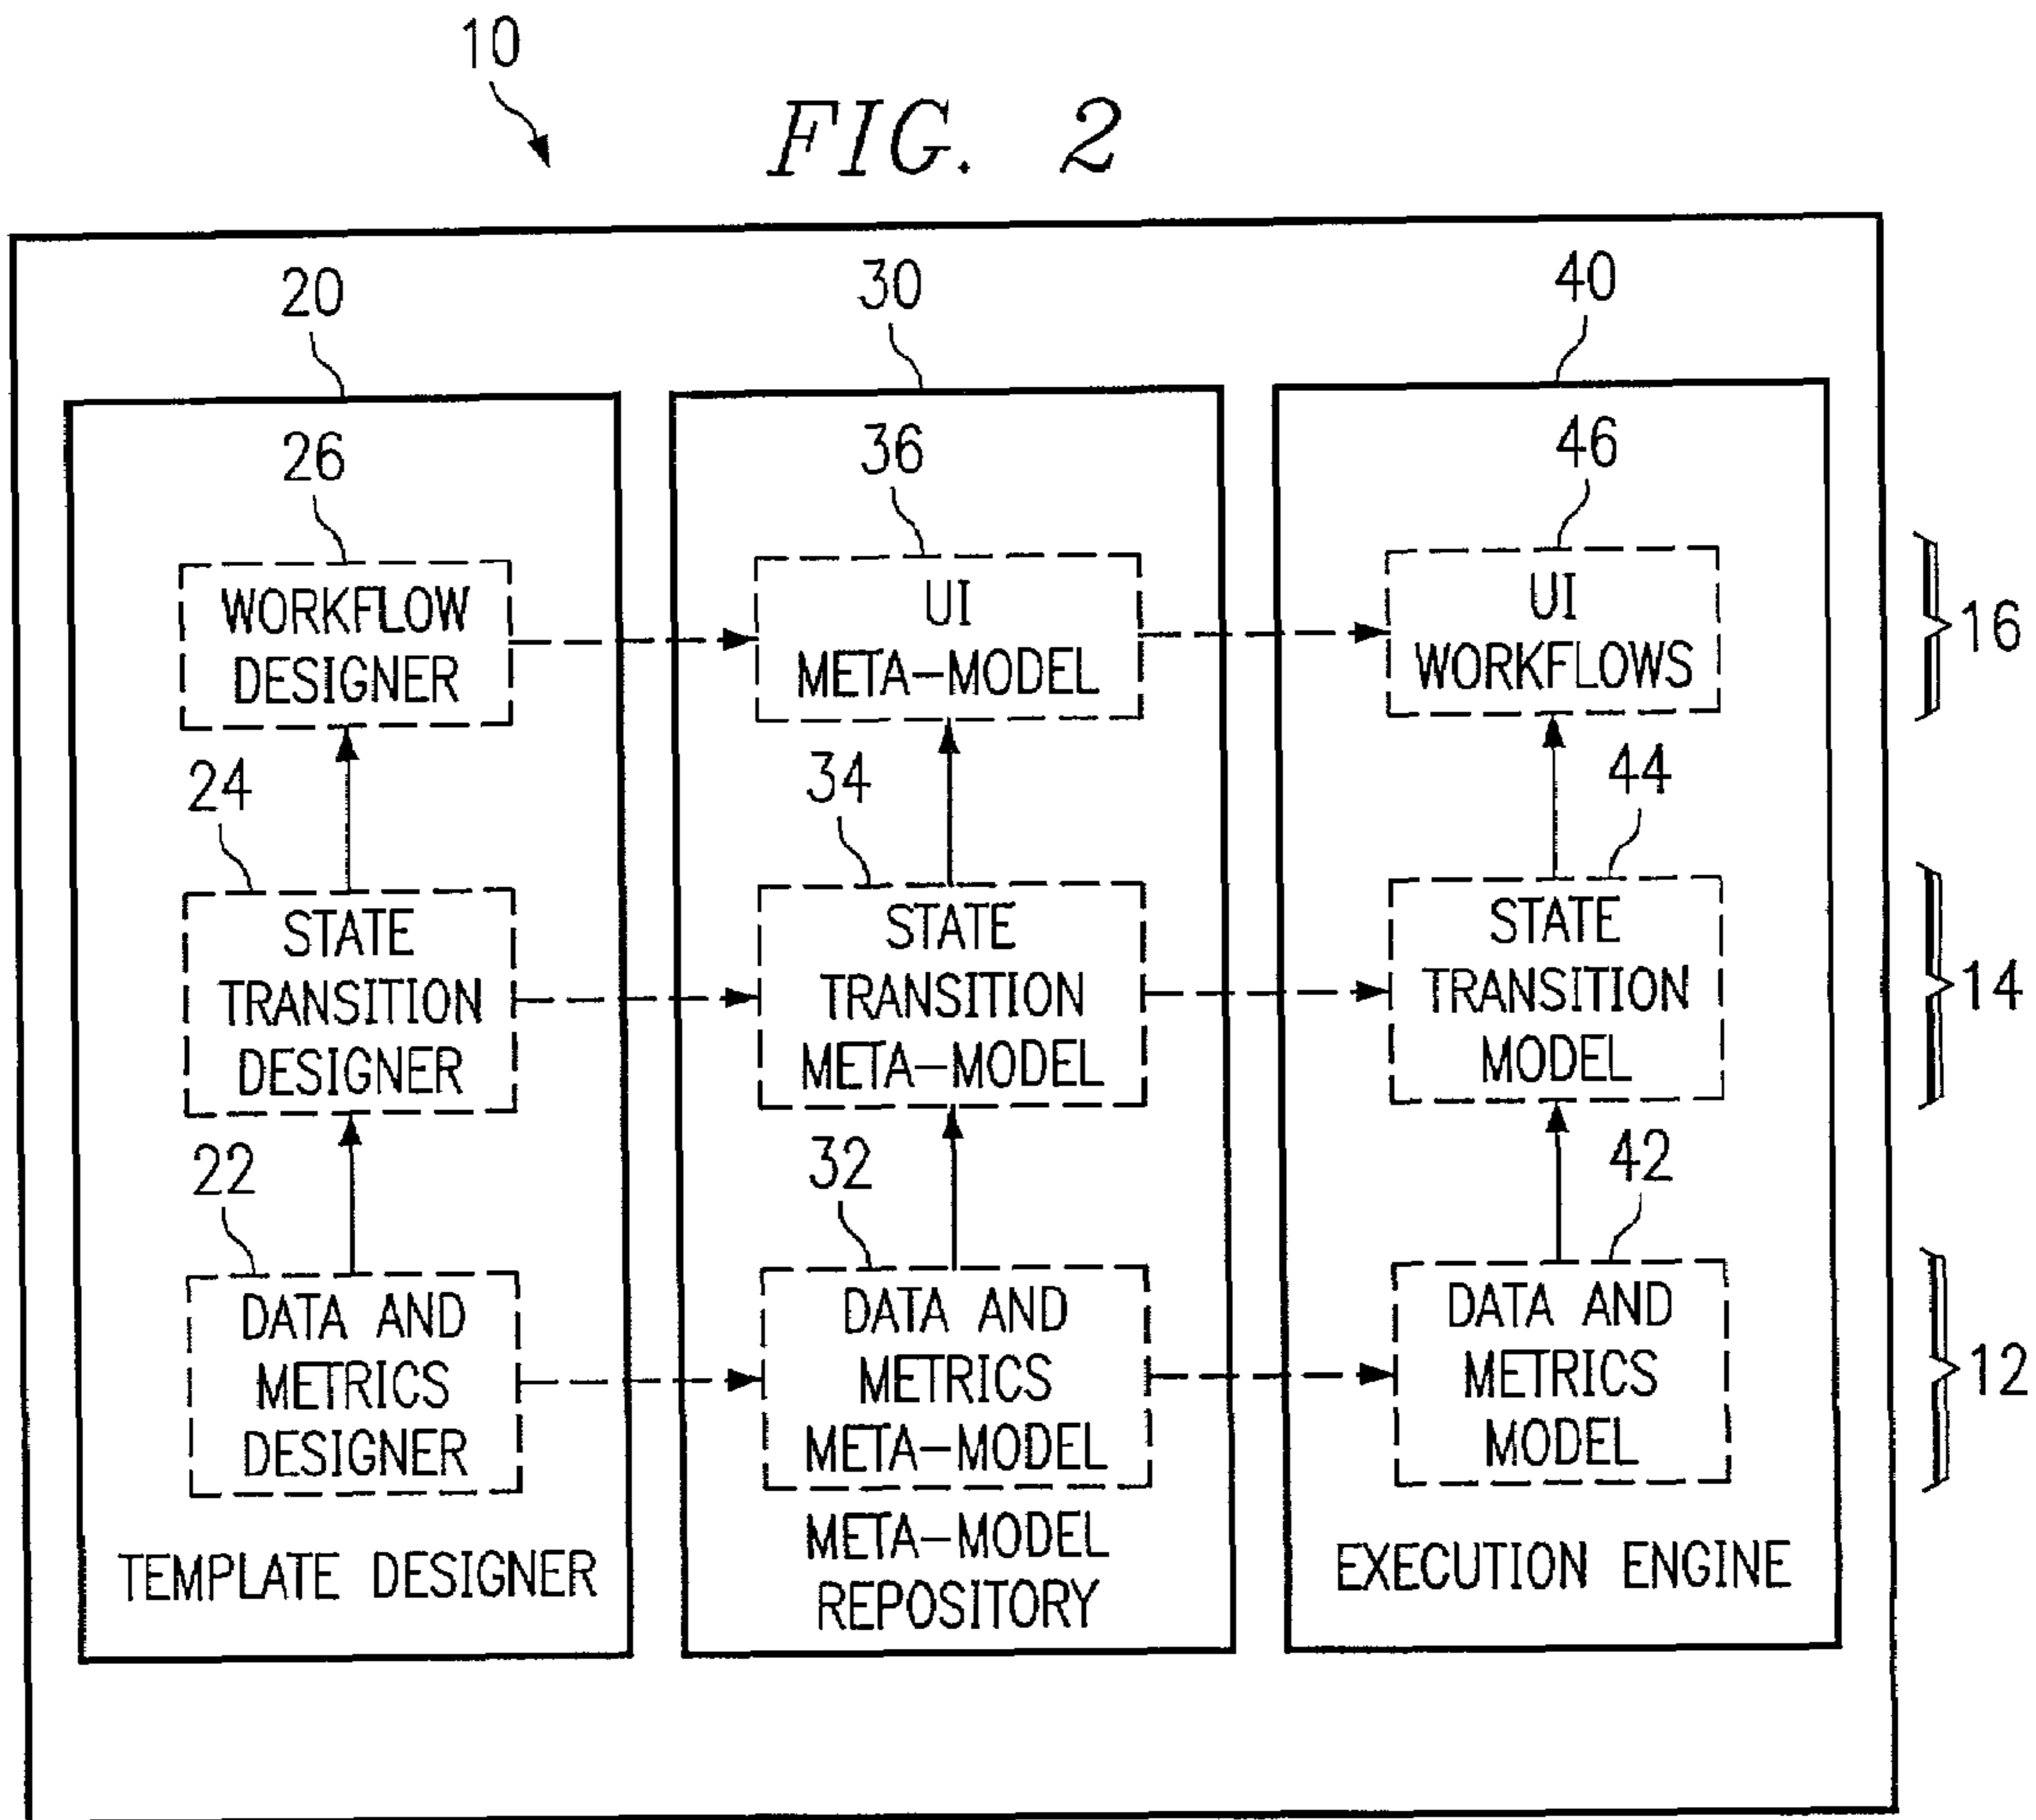 10
FIG. 2
20
30
40
26
36
46
WORKFLOW
DESIGNER
UI
META-MODEL
UI
WORKFLOWS
16
24
34
44
STATE
TRANSITION
DESIGNER
STATE
TRANSITION
META-MODEL
STATE
TRANSITION
MODEL
14
22
32
42
DATA AND
METRICS
DESIGNER
DATA AND
METRICS
META-MODEL
DATA AND
METRICS
MODEL
12
TEMPLATE DESIGNER
META-MODEL
REPOSITORY
EXECUTION ENGINE